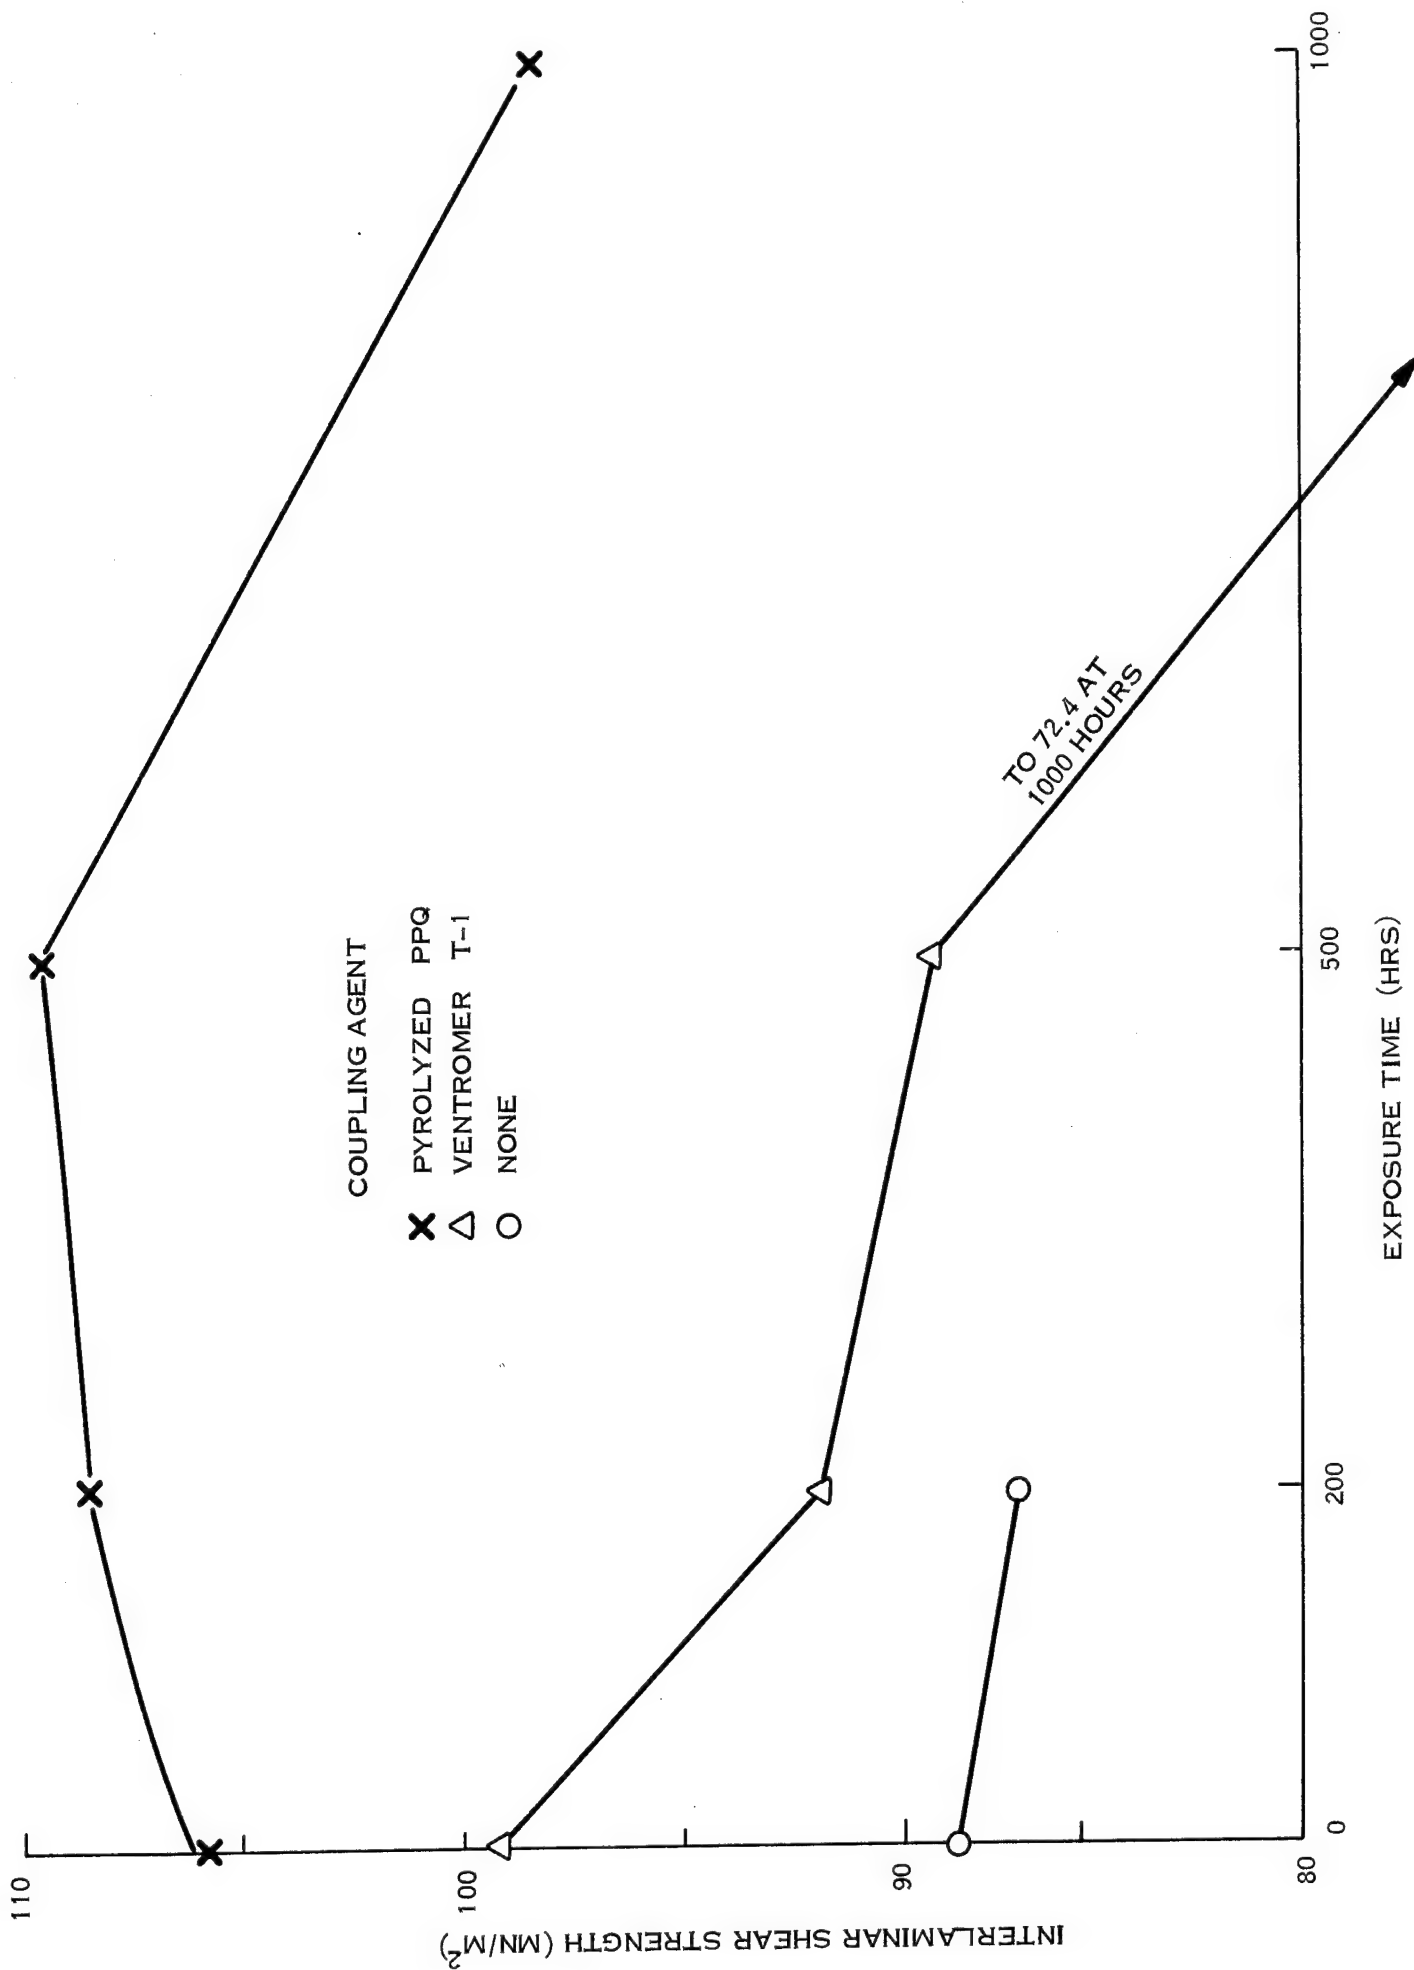 INTERLAMINAR SHEAR STRENGTH (MN/M²)
110
100
90
80
COUPLING AGENT
PYROLYZED PPQ
VENTROMER T-1
NONE
TO 72.4 AT
1000 HOURS
0
200
500
1000
EXPOSURE TIME (HRS)